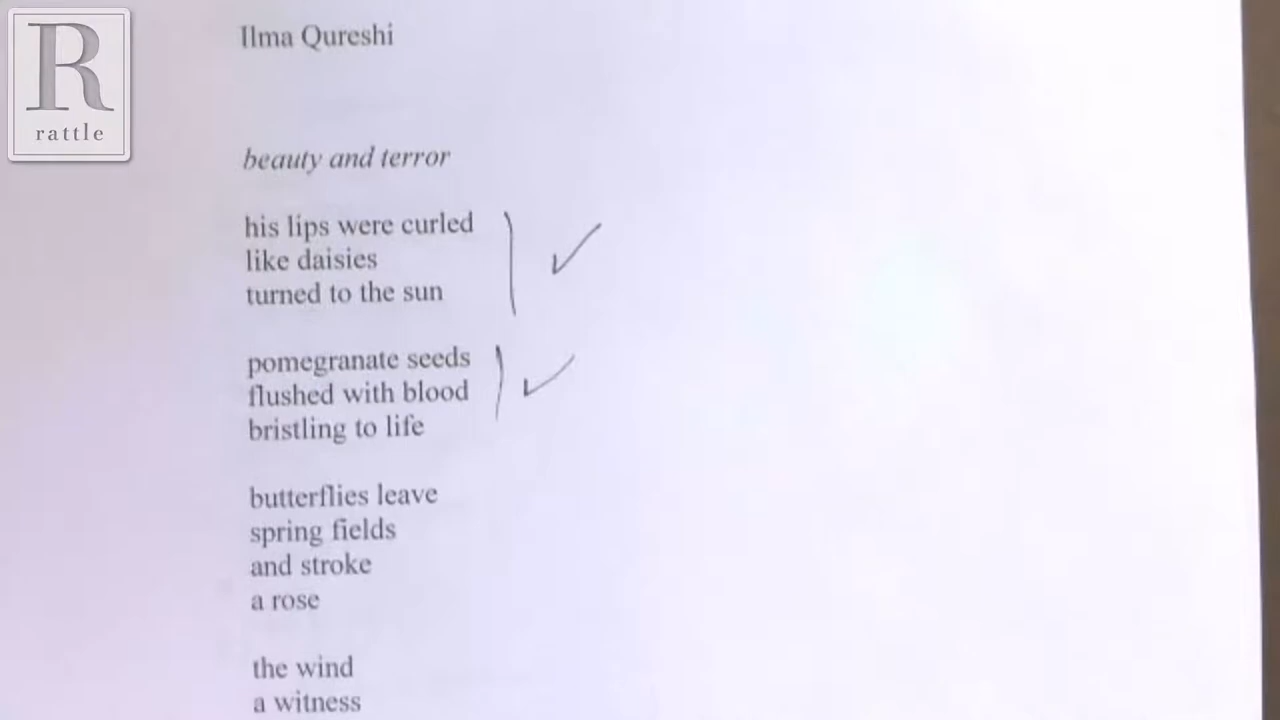 R
rattle
Ilma Qureshi
beauty and terror
his lips were curled
like daisies
turned to the sun
pomegranate seeds
flushed with blood
bristling to life
butterflies leave
spring fields
and stroke
a rose
the wind
a witness